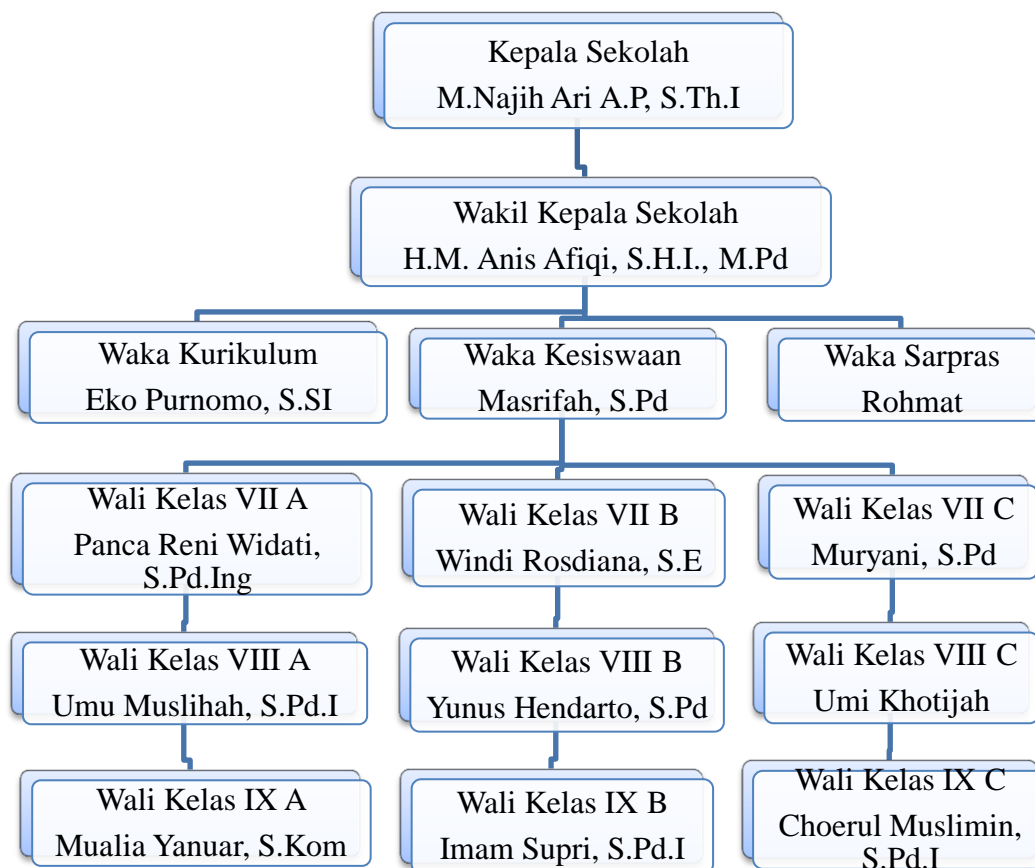 Kepala Sekolah
M.Najih Ari A.P, S.Th.I
Wakil Kepala Sekolah
H.M. Anis Afiqi, S.H.I., M.Pd
Waka Kurikulum
Eko Purnomo, S.SI
Waka Kesiswaan
Masrifah, S.Pd
Waka Sarpras
Rohmat
Wali Kelas VII A
Panca Reni Widati,
S.Pd.Ing
Wali Kelas VII B
Windi Rosdiana, S.E
Wali Kelas VII C
Muryani, S.Pd
Wali Kelas VIII A
Umu Muslihah, S.Pd.I
Wali Kelas VIII B
Yunus Hendarto, S.Pd
Wali Kelas VIII C
Umi Khotijah
Wali Kelas IX A
Mualia Yanuar, S.Kom
Wali Kelas IX B
Imam Supri, S.Pd.I
Wali Kelas IX C
Choerul Muslimin,
S.Pd.I